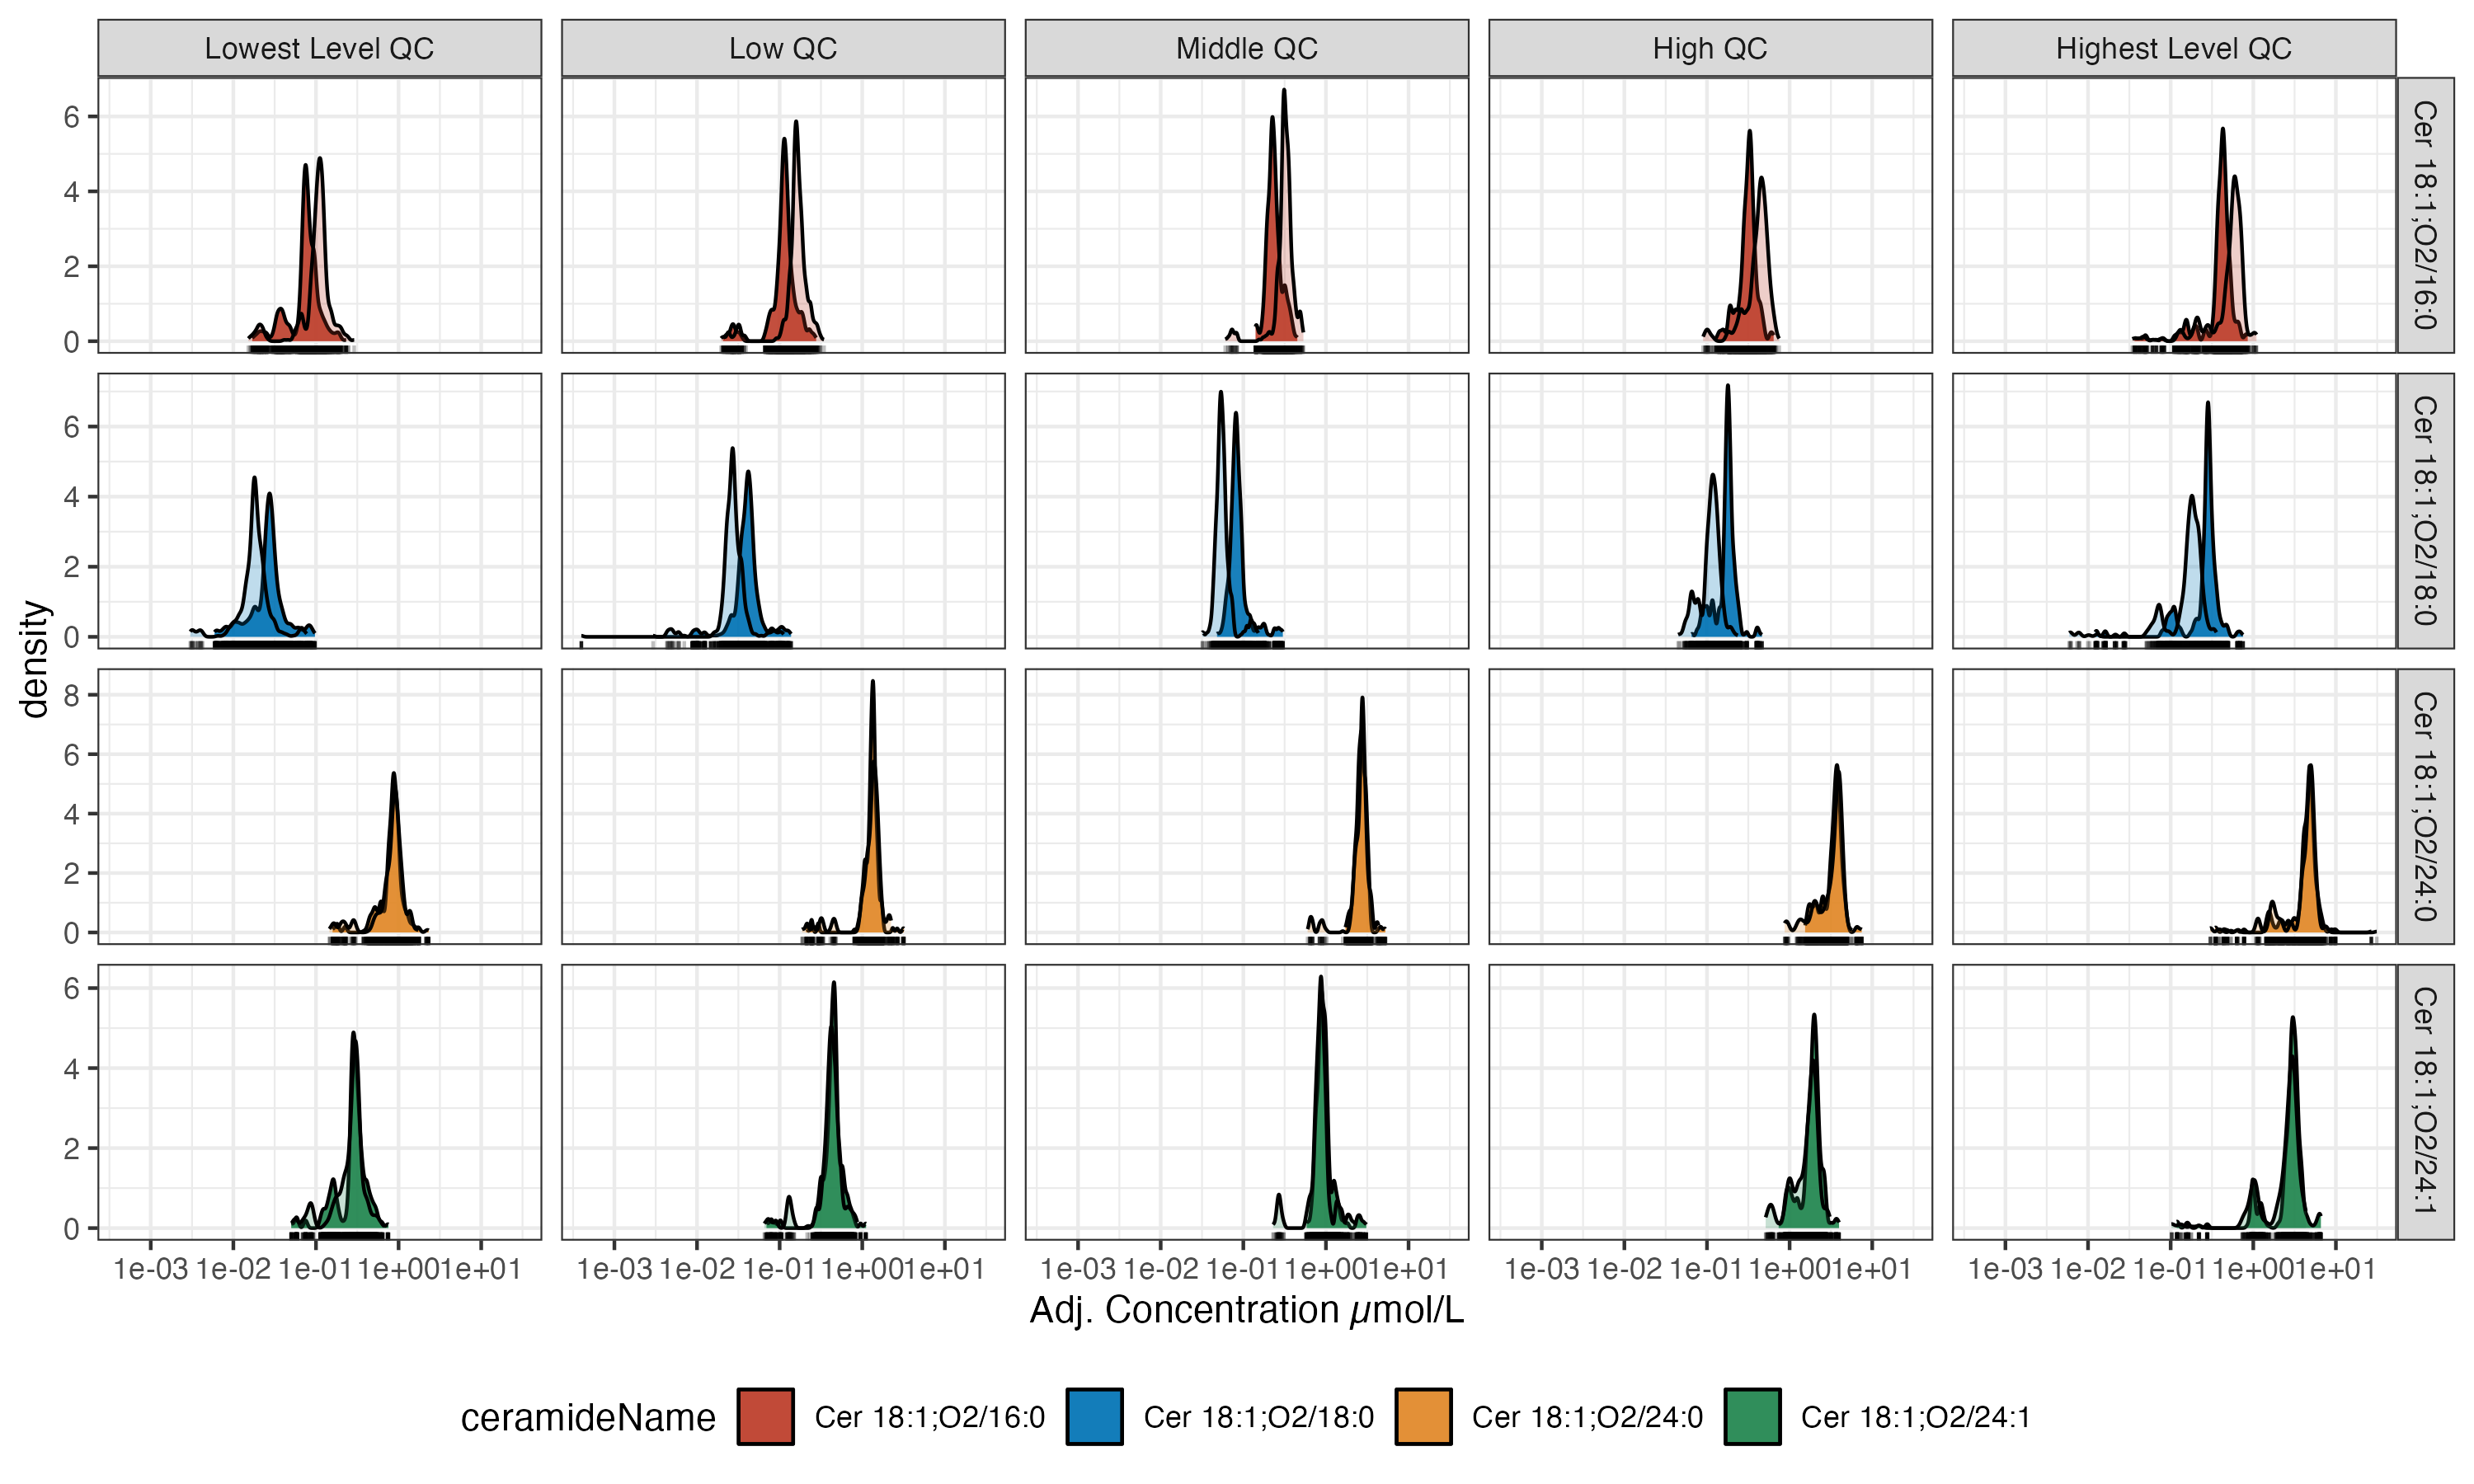 Lowest Level QC
Low QC
Middle QC
High QC
Highest Level QC
6
4
2
0
Cer 18:1;O2/16:0
6
4
2
0
Cer 18:1;O2/18:0
density
8
6
4
2
0
Cer 18:1;O2/24:0
6
4
2
0
Cer 18:1;O2/24:1
1e-03 1e-02 1e-01 1e+00 1e+01
1e-03 1e-02 1e-01 1e+00 1e+01
1e-03 1e-02 1e-01 1e+00 1e+01
1e-03 1e-02 1e-01 1e+00 1e+01
1e-03 1e-02 1e-01 1e+00 1e+01
Adj. Concentration μmol/L
ceramideName
Cer 18:1;O2/16:0
Cer 18:1;O2/18:0
Cer 18:1;O2/24:0
Cer 18:1;O2/24:1